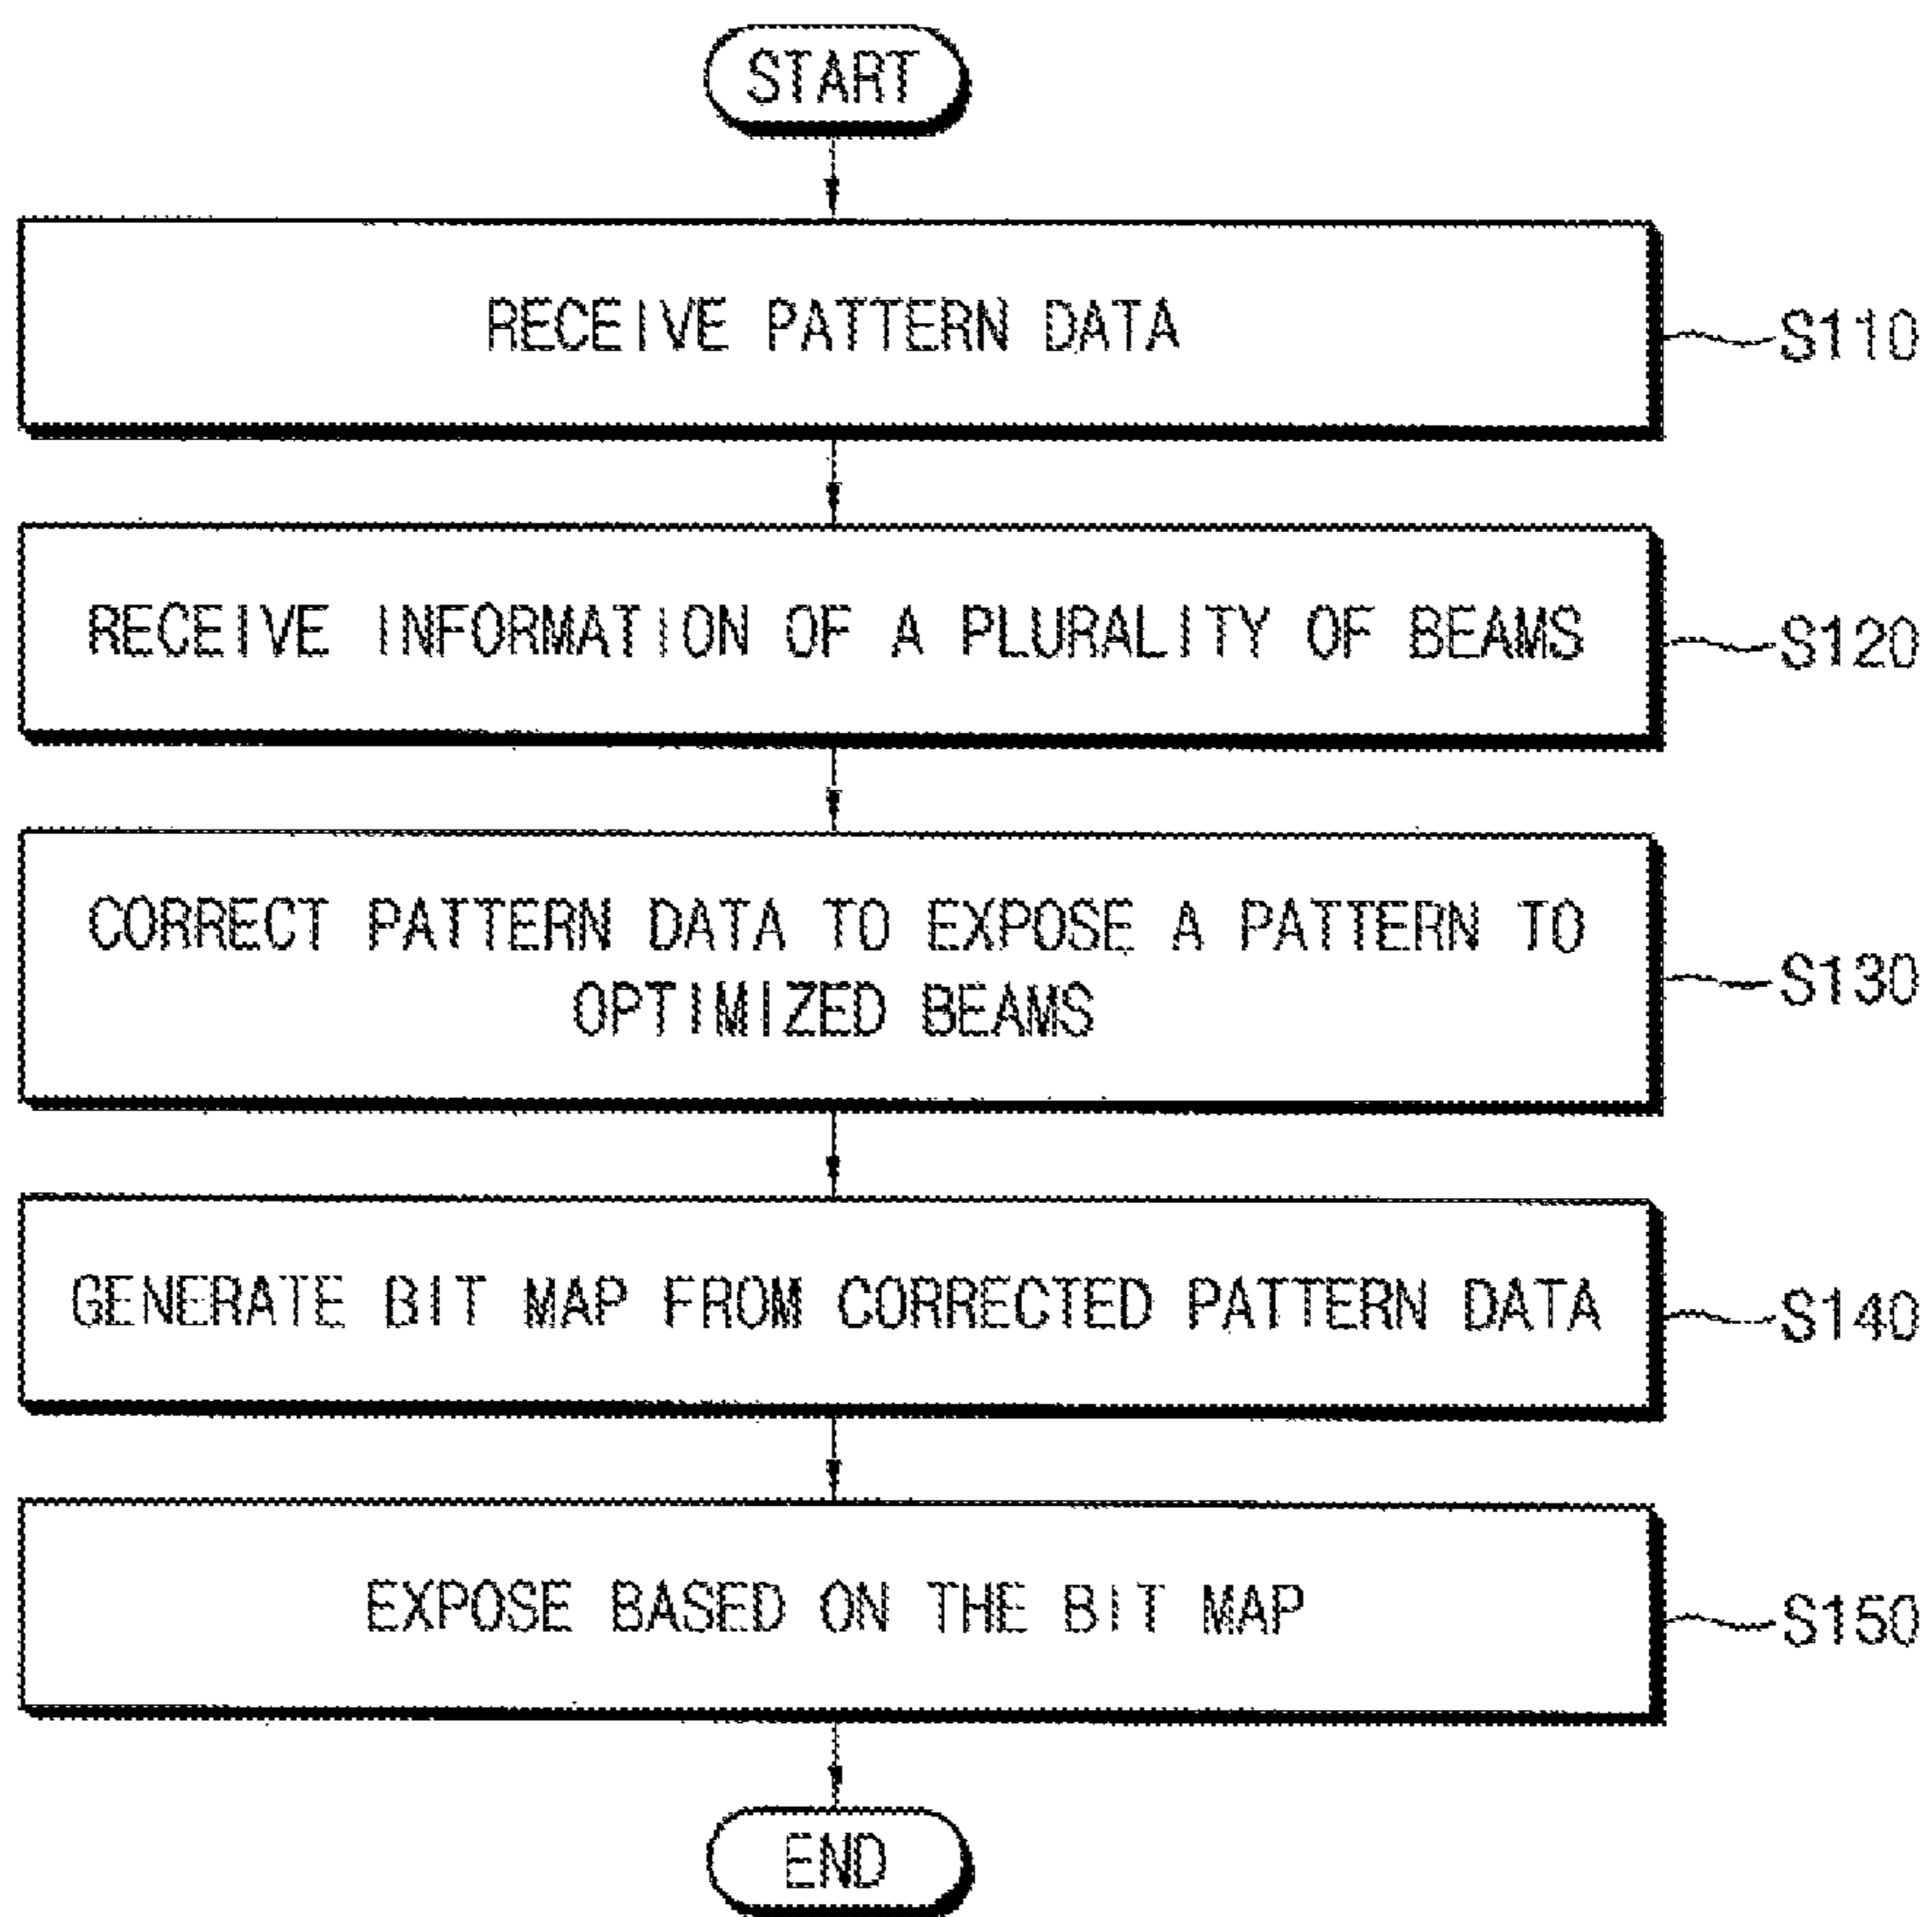 START
RECEIVE PATTERN DATA
S110
RECEIVE INFORMATION OF A PLURALITY OF BEAMS
S120
CORRECT PATTERN DATA TO EXPOSE A PATTERN TO
OPTIMIZED BEAMS
S130
GENERATE BIT MAP FROM CORRECTED PATTERN DATA
S140
EXPOSE BASED ON THE BIT MAP
S150
END